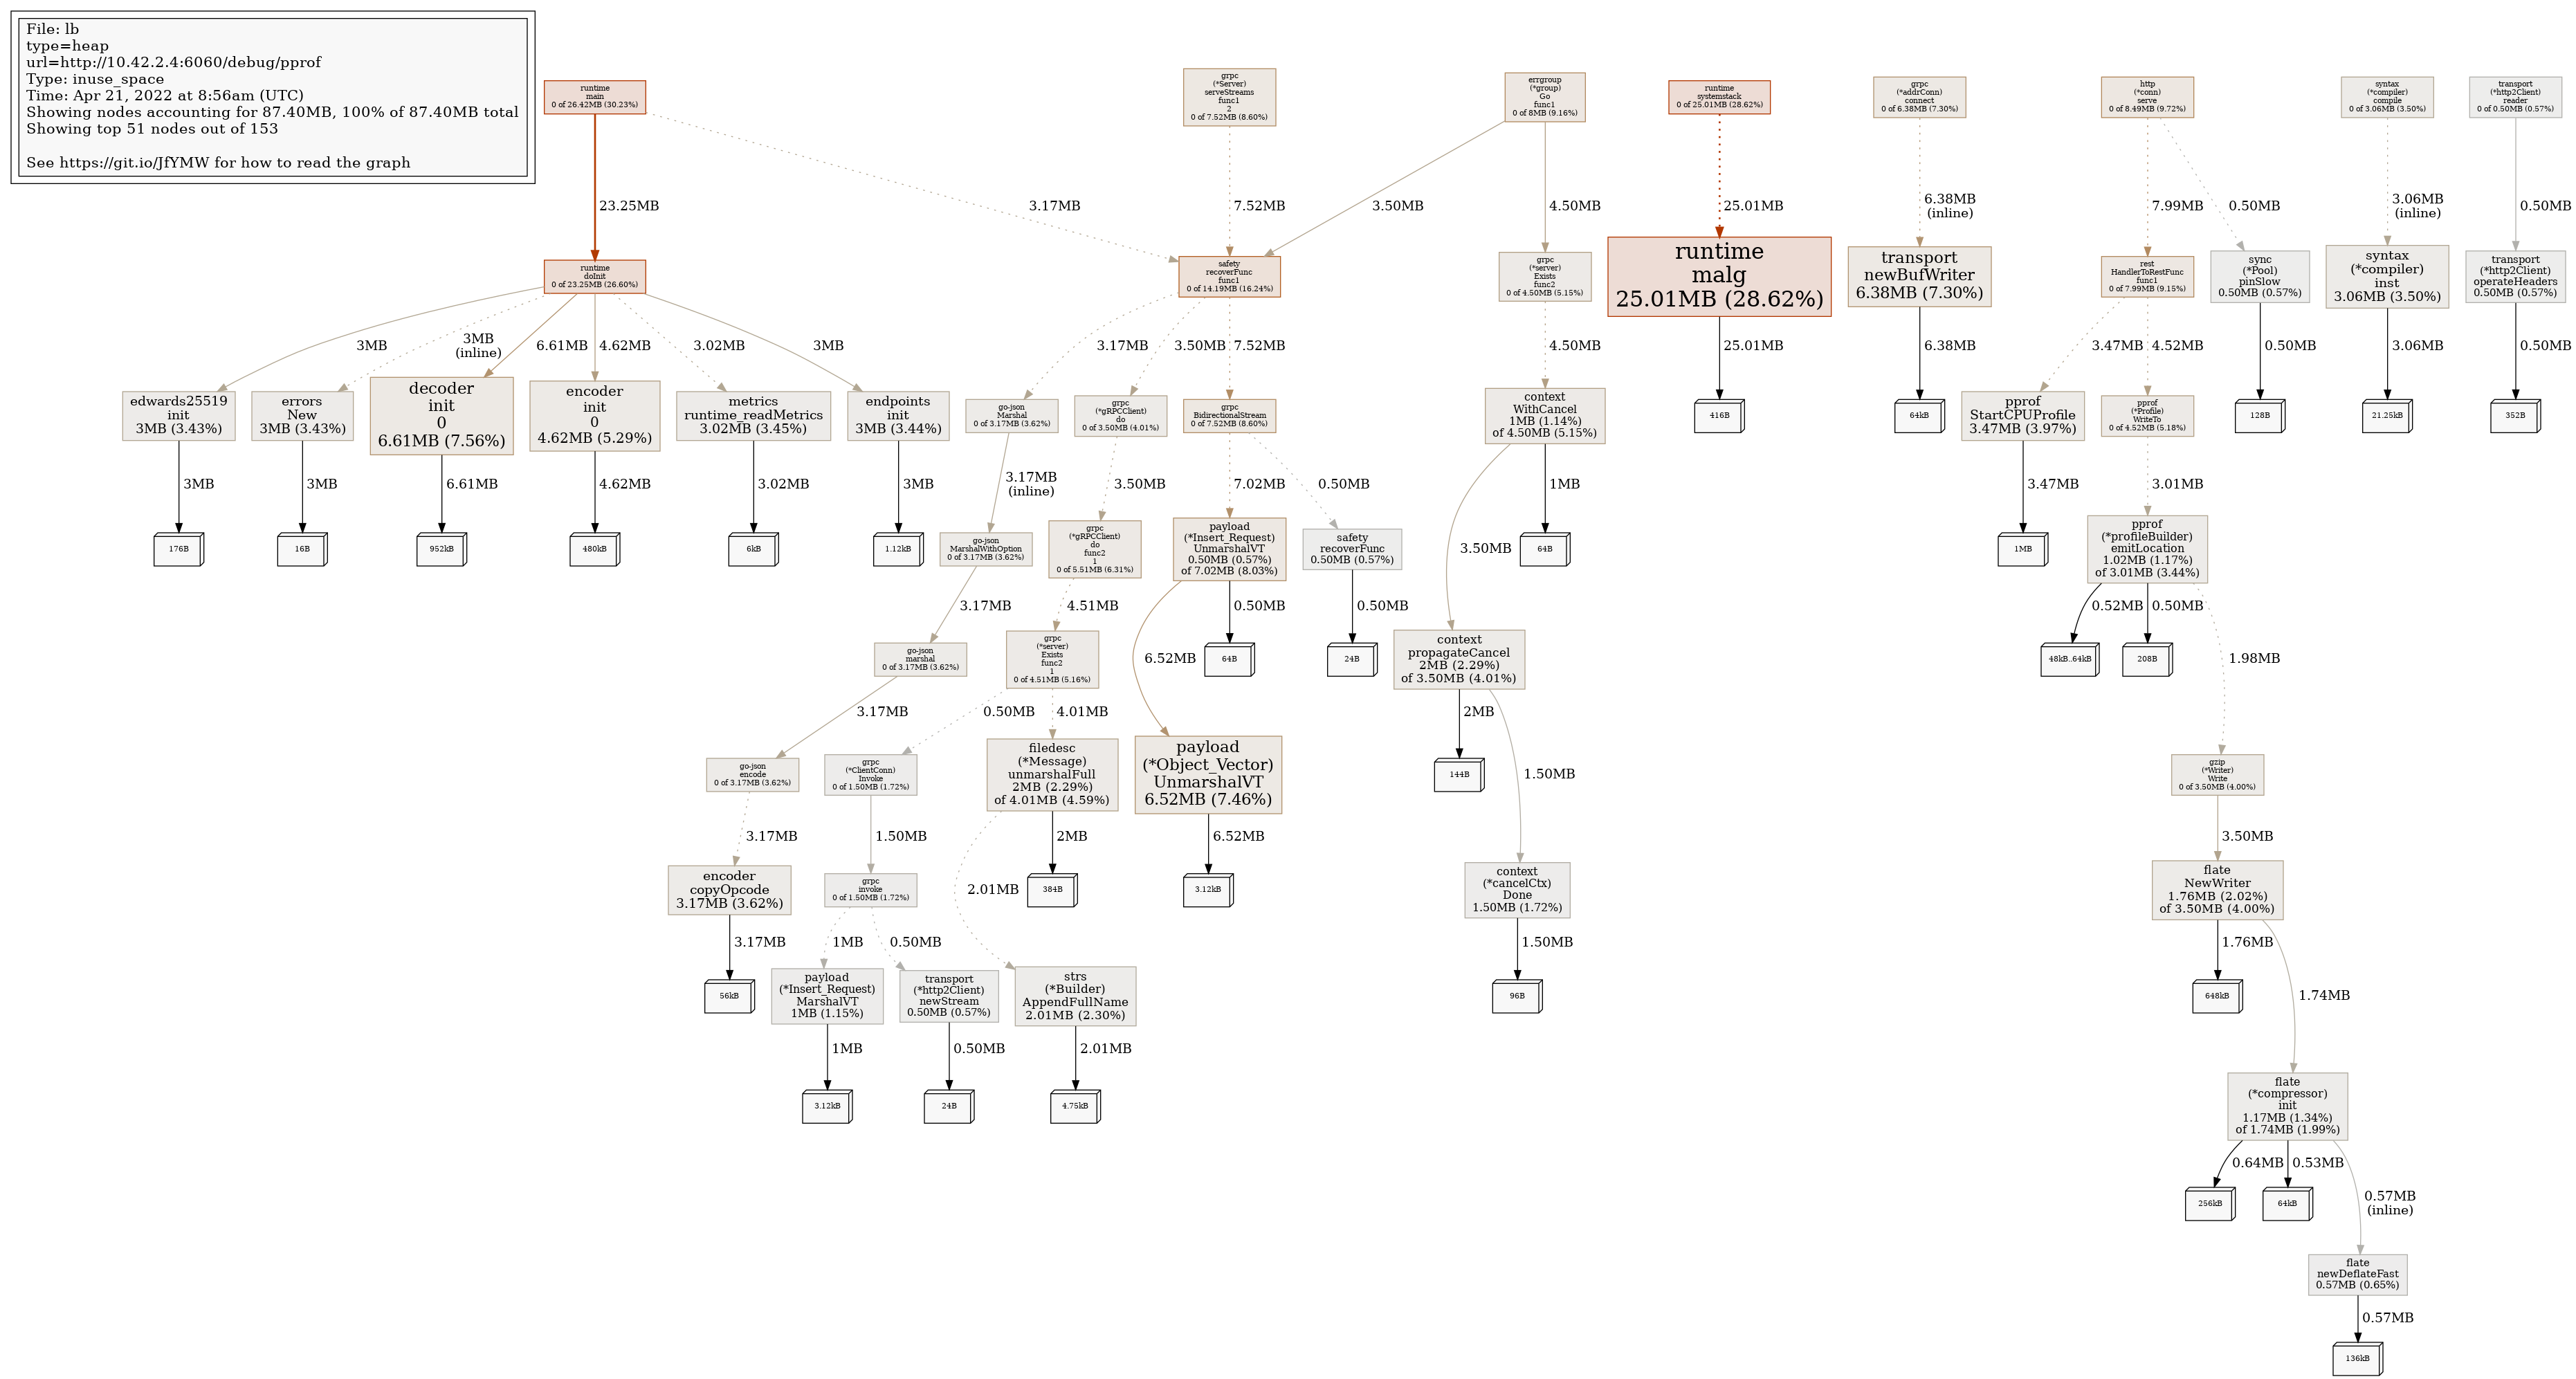 File: lb
type=heap
url=http://10.42.2.4:6060/debug/pprof
Type: inuse_space
Time: Apr 21, 2022 at 8:56am (UTC)
Showing nodes accounting for 87.40MB, 100% of 87.40MB total
Showing top 51 nodes out of 153
See https://git.io/JfYMW for how to read the graph
runtime
main
0 of 26.42MB (30.23%)
grpc
(*Server)
serveStreams
func1
2
0 of 7.52MB (8.60%)
errgroup
(*group)
Go
func1
0 of 8MB (9.16%)
runtime
systemstack
0 of 25.01MB (28.62%)
grpc
(*addrConn)
connect
0 of 6.38MB (7.30%)
http
(*conn)
serve
0 of 8.49MB (9.72%)
syntax
(*compiler)
compile
0 of 3.06MB (3.50%)
transport
(*http2Client)
reader
0 of 0.50MB (0.57%)
23.25MB
3.17MB
7.52MB
3.50MB
4.50MB
25.01MB
6.38MB
(inline)
7.99MB
0.50MB
3.06MB
(inline)
0.50MB
runtime
doInit
0 of 23.25MB (26.60%)
safety
recoverFunc
func1
0 of 14.19MB (16.24%)
grpc
(*server)
Exists
func2
0 of 4.50MB (5.15%)
runtime
malg
25.01MB (28.62%)
transport
newBufWriter
6.38MB (7.30%)
rest
HandlerToRestFunc
func1
0 of 7.99MB (9.15%)
sync
(*Pool)
pinSlow
0.50MB (0.57%)
syntax
(*compiler)
inst
3.06MB (3.50%)
transport
(*http2Client)
operateHeaders
0.50MB (0.57%)
3MB
3MB
(inline)
6.61MB
4.62MB
3.02MB
3MB
3.17MB
3.50MB
7.52MB
4.50MB
25.01MB
6.38MB
3.47MB
4.52MB
0.50MB
3.06MB
0.50MB
edwards25519
init
3MB (3.43%)
errors
New
3MB (3.43%)
decoder
init
0
6.61MB (7.56%)
encoder
init
0
4.62MB (5.29%)
metrics
runtime_readMetrics
3.02MB (3.45%)
endpoints
init
3MB (3.44%)
go-json
Marshal
0 of 3.17MB (3.62%)
grpc
(*gRPCClient)
do
0 of 3.50MB (4.01%)
grpc
BidirectionalStream
0 of 7.52MB (8.60%)
context
WithCancel
1MB (1.14%)
of 4.50MB (5.15%)
416B
64kB
pprof
StartCPUProfile
3.47MB (3.97%)
pprof
(*Profile)
WriteTo
0 of 4.52MB (5.18%)
128B
21.25kB
352B
3MB
3MB
6.61MB
4.62MB
3.02MB
3MB
3.17MB
(inline)
3.50MB
7.02MB
0.50MB
1MB
3.47MB
3.01MB
176B
16B
952kB
480kB
6kB
1.12kB
go-json
MarshalWithOption
0 of 3.17MB (3.62%)
grpc
(*gRPCClient)
do
func2
1
0 of 5.51MB (6.31%)
payload
(*Insert_Request)
UnmarshalVT
0.50MB (0.57%)
of 7.02MB (8.03%)
safety
recoverFunc
0.50MB (0.57%)
3.50MB
64B
1MB
pprof
(*profileBuilder)
emitLocation
1.02MB (1.17%)
of 3.01MB (3.44%)
3.17MB
4.51MB
0.50MB
0.50MB
0.52MB
0.50MB
go-json
marshal
0 of 3.17MB (3.62%)
grpc
(*server)
Exists
func2
1
0 of 4.51MB (5.16%)
6.52MB
64B
24B
context
propagateCancel
2MB (2.29%)
of 3.50MB (4.01%)
48kB..64kB
208B
1.98MB
3.17MB
0.50MB
4.01MB
2MB
go-json
encode
0 of 3.17MB (3.62%)
grpc
(*ClientConn)
Invoke
0 of 1.50MB (1.72%)
filedesc
(*Message)
unmarshalFull
2MB (2.29%)
of 4.01MB (4.59%)
payload
(*Object_Vector)
UnmarshalVT
6.52MB (7.46%)
144B
1.50MB
gzip
(*Writer)
Write
0 of 3.50MB (4.00%)
3.17MB
1.50MB
2MB
6.52MB
3.50MB
encoder
copyOpcode
3.17MB (3.62%)
grpc
invoke
0 of 1.50MB (1.72%)
2.01MB
384B
3.12kB
context
(*cancelCtx)
Done
1.50MB (1.72%)
flate
NewWriter
1.76MB (2.02%)
of 3.50MB (4.00%)
3.17MB
1MB
0.50MB
1.50MB
1.76MB
56kB
payload
(*Insert_Request)
MarshalVT
1MB (1.15%)
transport
(*http2Client)
newStream
0.50MB (0.57%)
strs
(*Builder)
AppendFullName
2.01MB (2.30%)
96B
648kB
1.74MB
1MB
0.50MB
2.01MB
3.12kB
24B
4.75kB
flate
(*compressor)
init
1.17MB (1.34%)
of 1.74MB (1.99%)
0.64MB
0.53MB
256kB
64kB
0.57MB
(inline)
flate
newDeflateFast
0.57MB (0.65%)
0.57MB
136kB